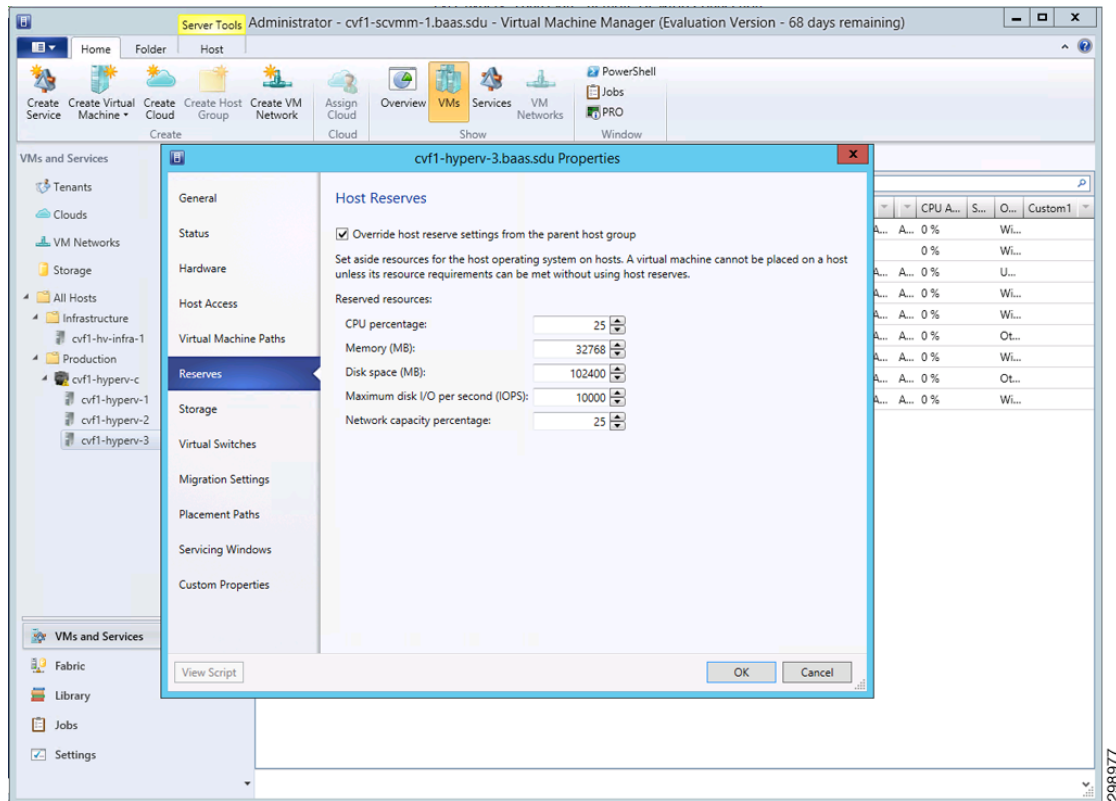 Server Tools
Administrator - cvf1-scvmm-1.baas.sdu - Virtual Machine Manager (Evaluation Version - 68 days remaining)
Home Folder Host
Create Service
Create Virtual Machine
Create Cloud
Create Host Group
Create VM Network
Assign Cloud
Overview
VMs
Services
VM Networks
PowerShell
Jobs
PRO
Create Cloud Show Window
VMs and Services
Tenants
Clouds
VM Networks
Storage
All Hosts
Infrastructure
cvf1-hv-infra-1
Production
cvf1-hyperv-c
cvf1-hyperv-1
cvf1-hyperv-2
cvf1-hyperv-3
VMs and Services
Fabric
Library
Jobs
Settings
cvf1-hyperv-3.baas.sdu Properties
General
Status
Hardware
Host Access
Virtual Machine Paths
Reserves
Storage
Virtual Switches
Migration Settings
Placement Paths
Servicing Windows
Custom Properties
Host Reserves
Override host reserve settings from the parent host group
Set aside resources for the host operating system on hosts. A virtual machine cannot be placed on a host
unless its resource requirements can be met without using host reserves.
Reserved resources:
CPU percentage: 25
Memory (MB): 32768
Disk space (MB): 102400
Maximum disk I/O per second (IOPS): 10000
Network capacity percentage: 25
View Script OK Cancel
CPU A... S... O... Custom1
A... A... 0 % Wi...
0 % Wi...
A... A... 0 % U...
A... A... 0 % Wi...
A... A... 0 % Ot...
A... A... 0 % Wi...
A... A... 0 % Ot...
A... A... 0 % Wi...
298977